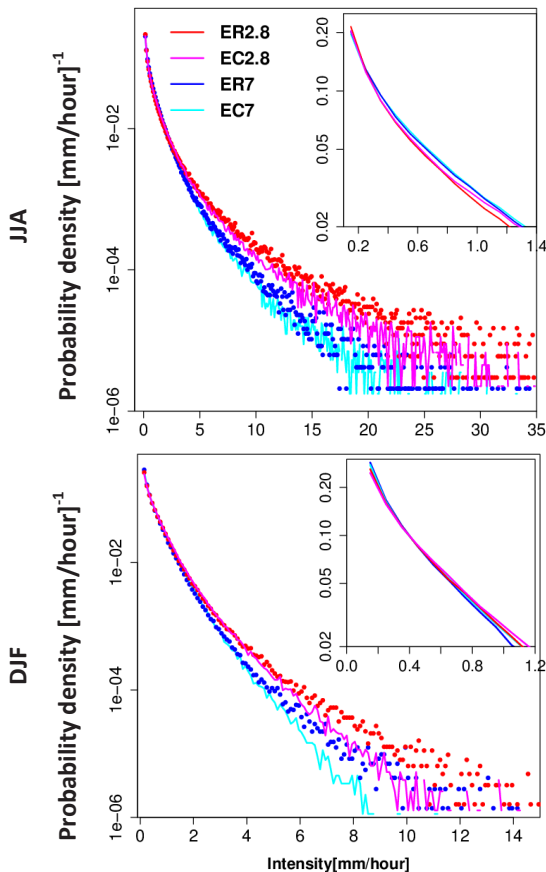 JJA
Probability density [mm/hour]-1
1e-02
1e-04
1e-06
ER2.8
EC2.8
ER7
EC7
0.20
0.10
0.05
0.02
0.2 0.6 1.0 1.4
0 5 10 15 20 25 30 35
DJF
Probability density [mm/hour]-1
1e-02
1e-04
1e-06
0.20
0.10
0.05
0.02
0.0 0.4 0.8 1.2
0 2 4 6 8 10 12 14
Intensity[mm/hour]